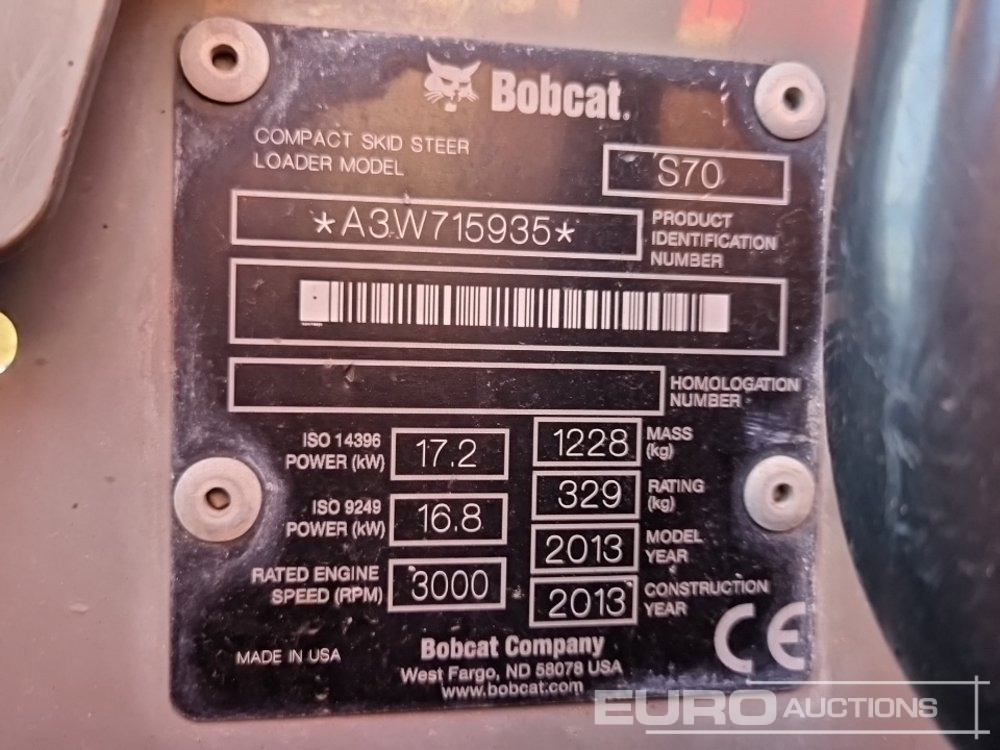 Bobcat.
COMPACT SKID STEER
LOADER MODEL
S70
*A3W715935*
PRODUCT
IDENTIFICATION
NUMBER
HOMOLOGATION
NUMBER
ISO 14396
POWER (kW)
17.2
1228
MASS
(kg)
ISO 9249
POWER (kW)
16.8
329
RATING
(kg)
2013
MODEL
YEAR
RATED ENGINE
SPEED (RPM)
3000
2013
CONSTRUCTION
YEAR
MADE IN USA
Bobcat Company
West Fargo, ND 58078 USA
www.bobcat.com
CE
EURO AUCTIONS